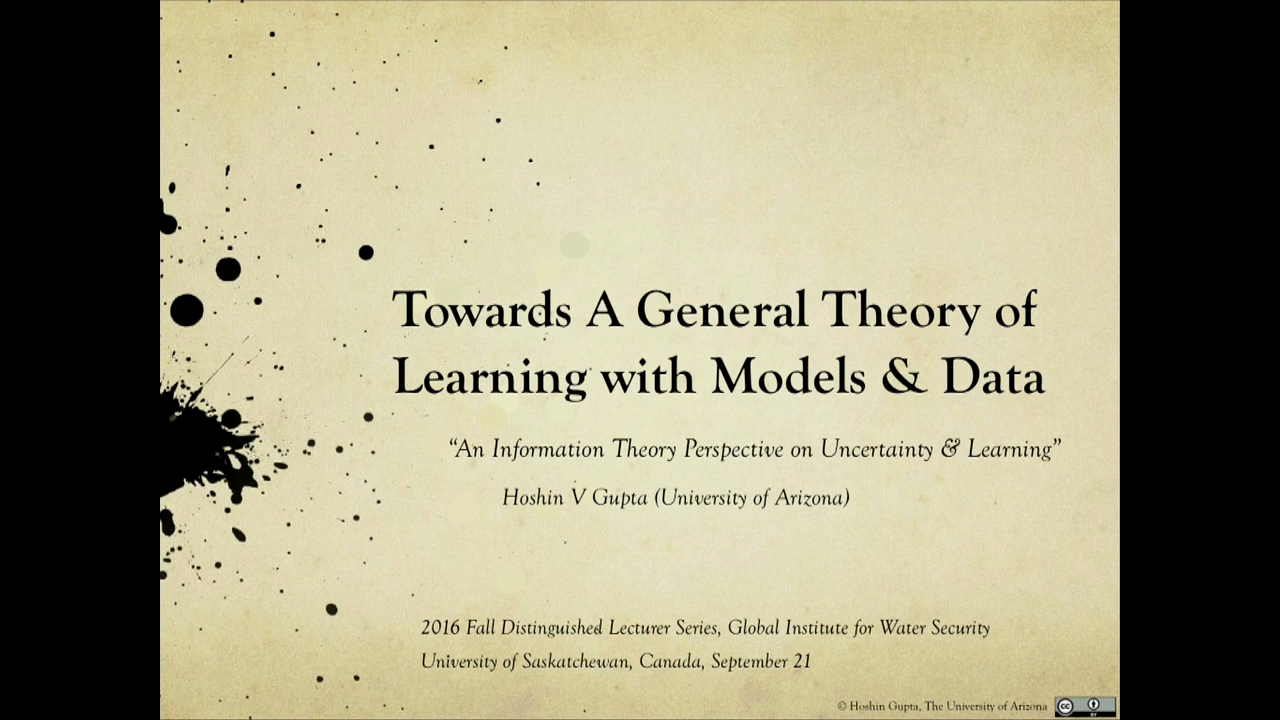 Towards A General Theory of
Learning with Models & Data
“An Information Theory Perspective on Uncertainty & Learning”
Hoshin V Gupta (University of Arizona)
2016 Fall Distinguished Lecturer Series, Global Institute for Water Security
University of Saskatchewan, Canada, September 21
© Hoshin Gupta, The University of Arizona
cc
BY